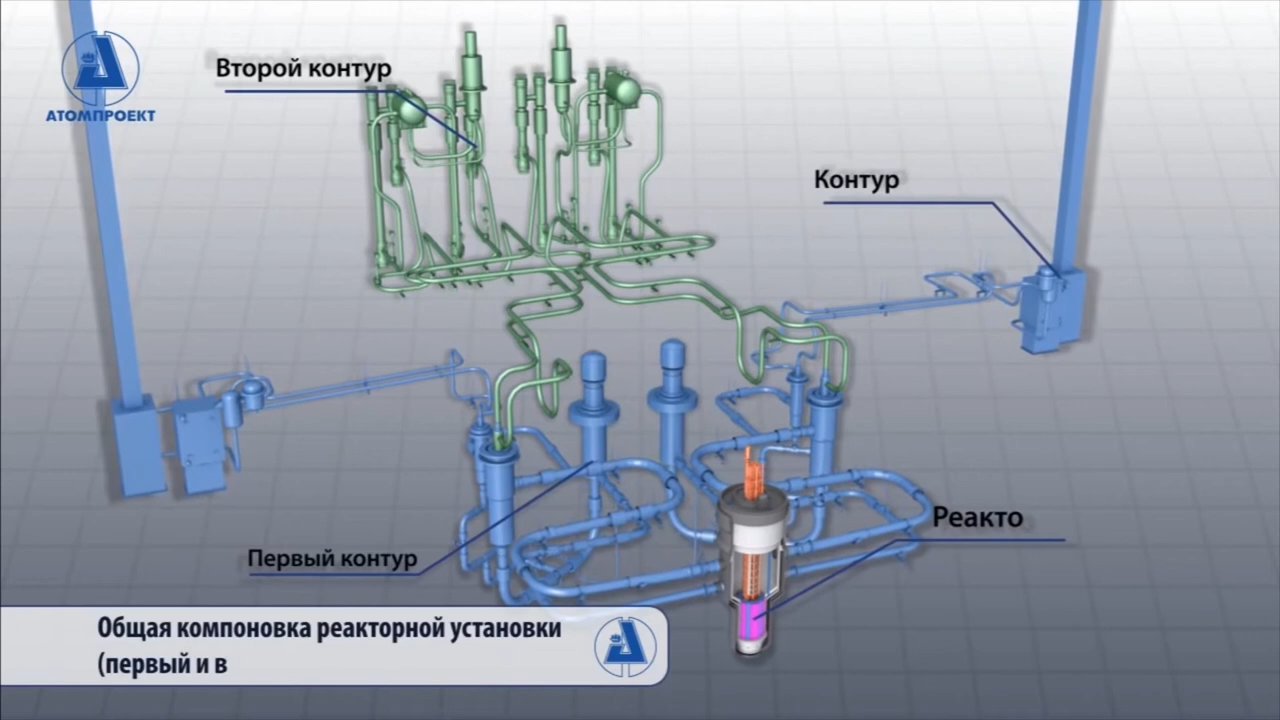 Второй контур
АТОМПРОЕКТ
Контур
Реакто
Первый контур
Общая компоновка реакторной установки
(первый и в